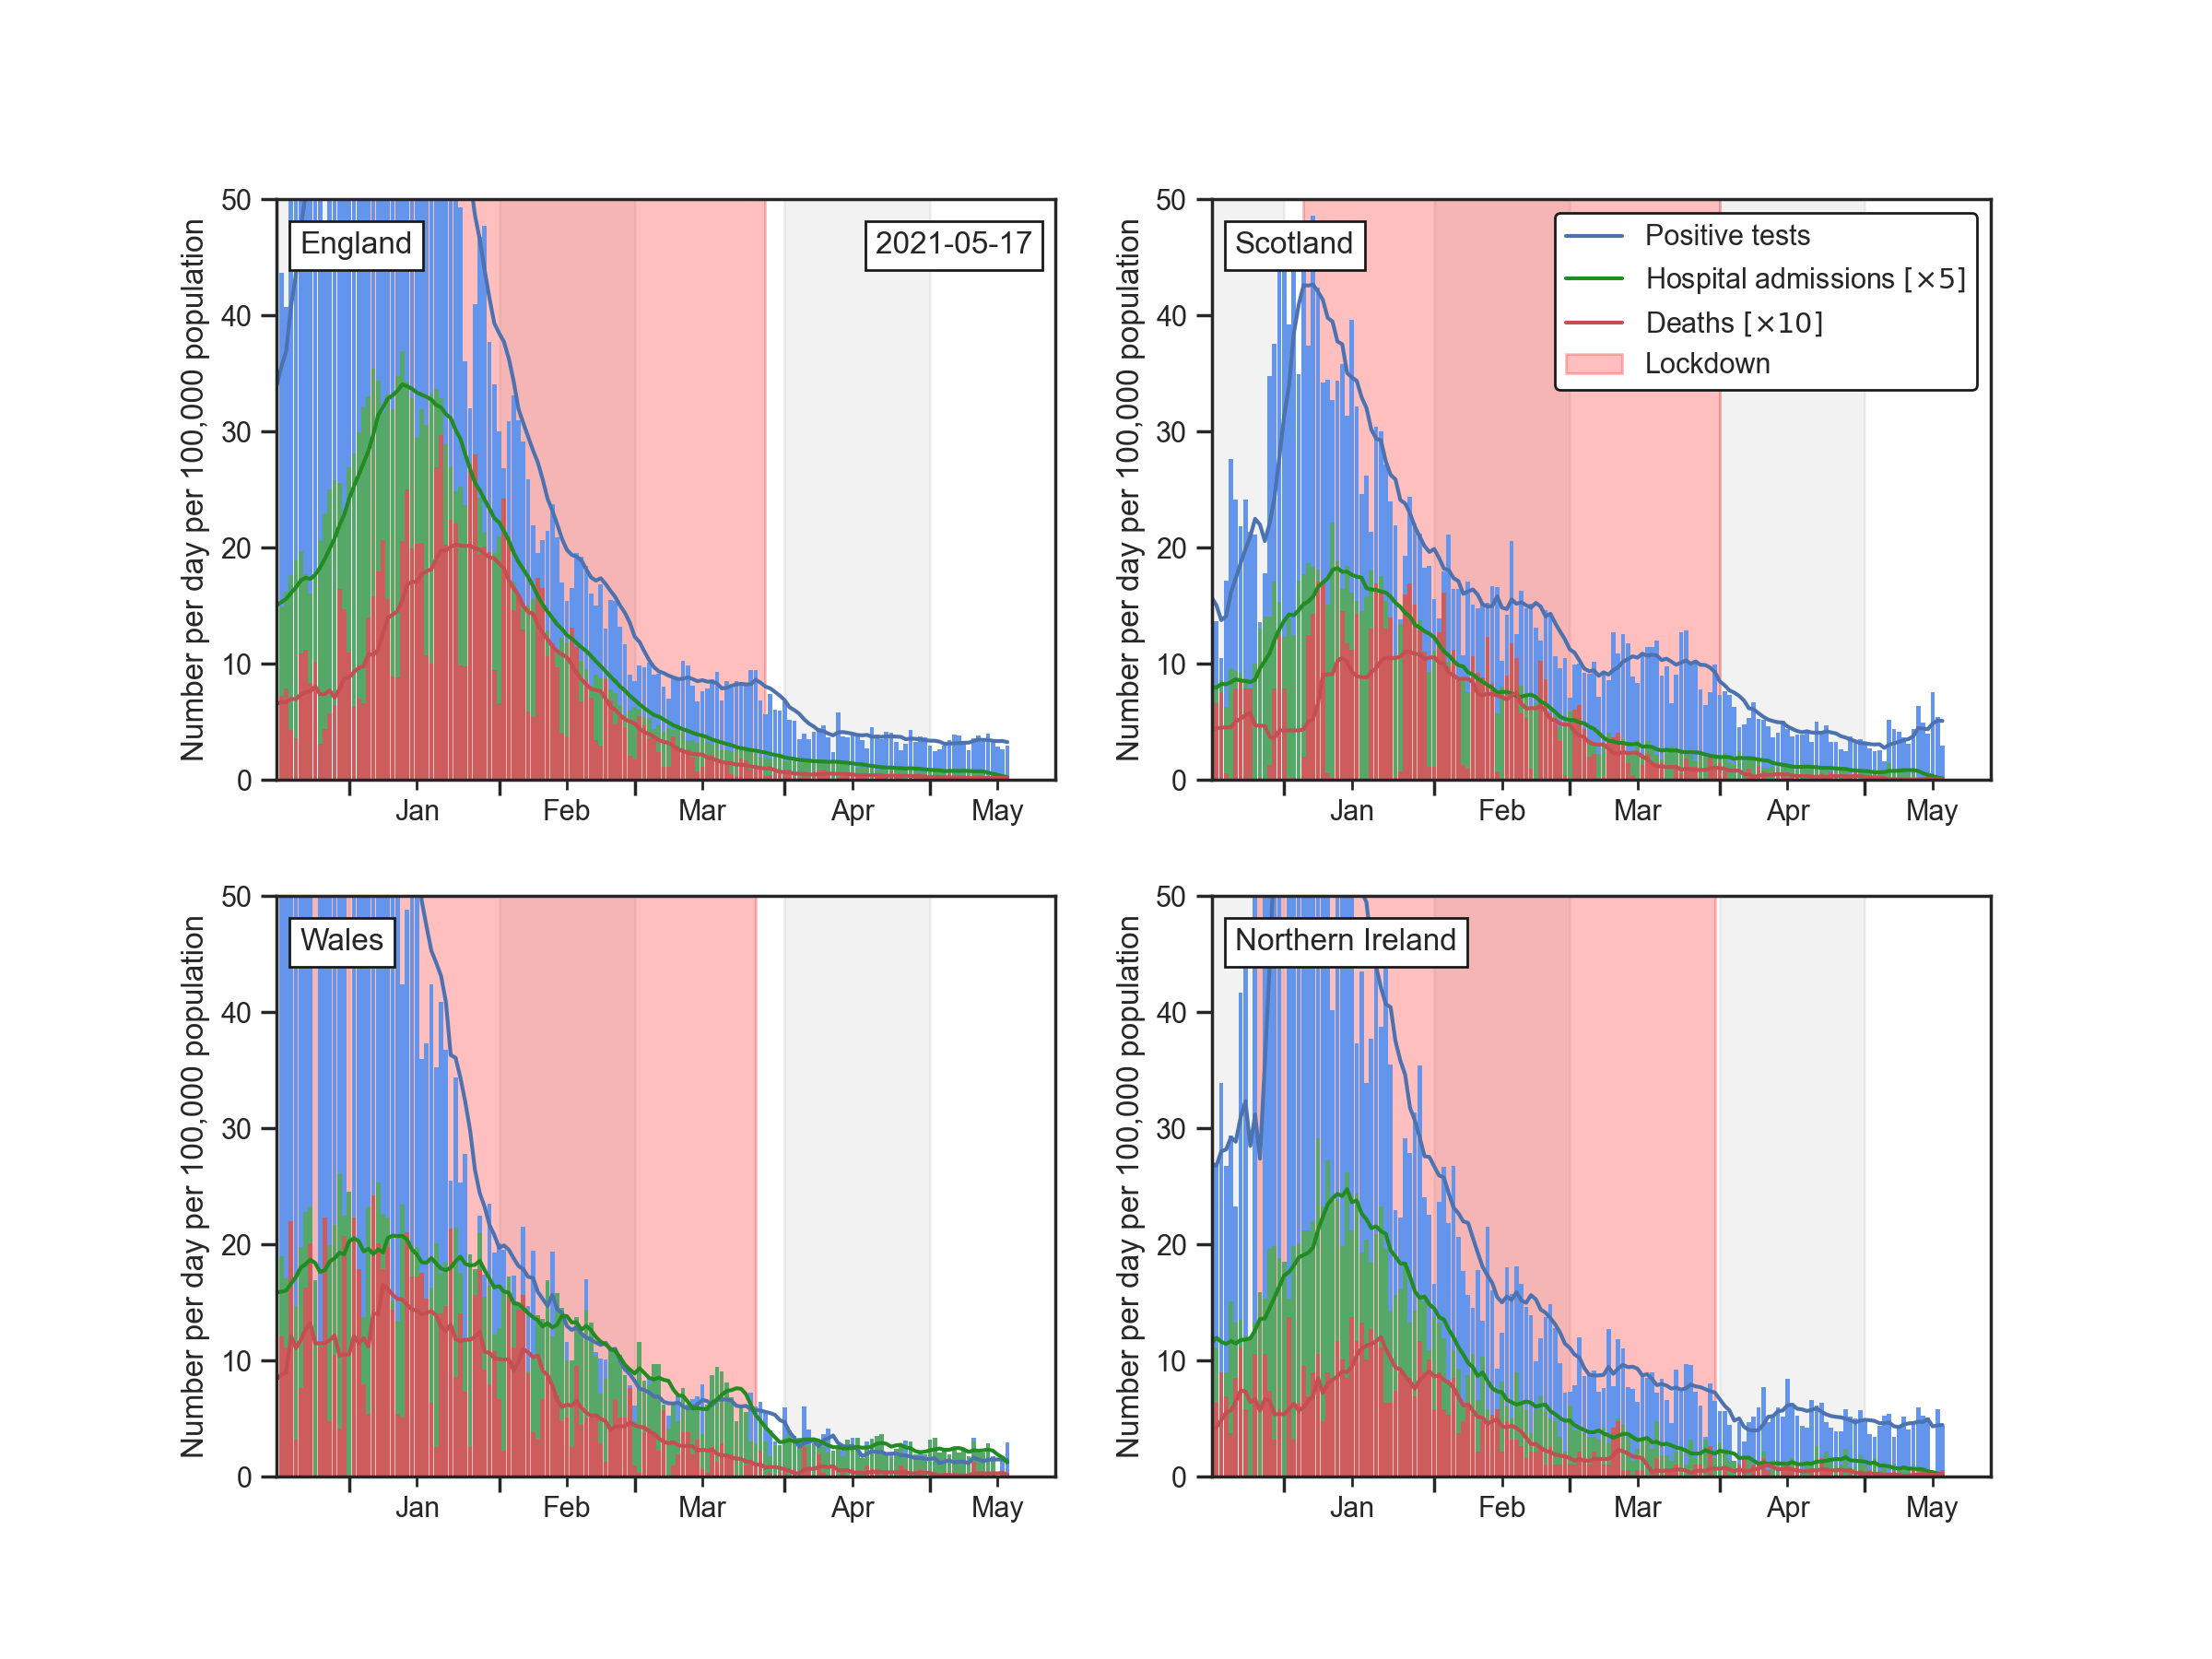 Number per day per 100,000 population
50
40
30
20
10
0
England
2021-05-17
Jan Feb Mar Apr May
Number per day per 100,000 population
50
40
30
20
10
0
Scotland
Positive tests
Hospital admissions [×5]
Deaths [×10]
Lockdown
Jan Feb Mar Apr May
Number per day per 100,000 population
50
40
30
20
10
0
Wales
Jan Feb Mar Apr May
Number per day per 100,000 population
50
40
30
20
10
0
Northern Ireland
Jan Feb Mar Apr May